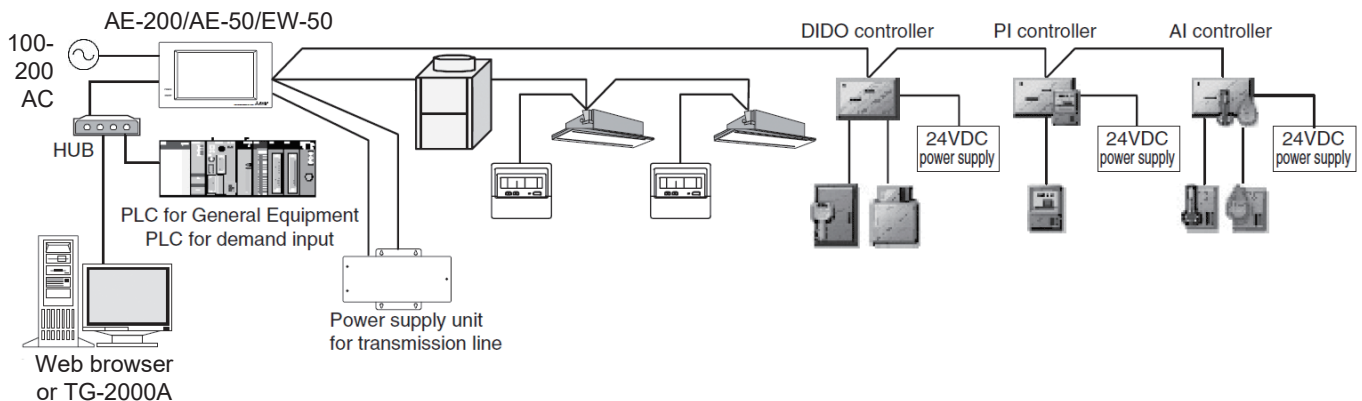 AE-200/AE-50/EW-50
100-
200
AC
DIDO controller
PI controller
AI controller
HUB
24VDC
power supply
24VDC
power supply
24VDC
power supply
PLC for General Equipment
PLC for demand input
Power supply unit
for transmission line
Web browser
or TG-2000A